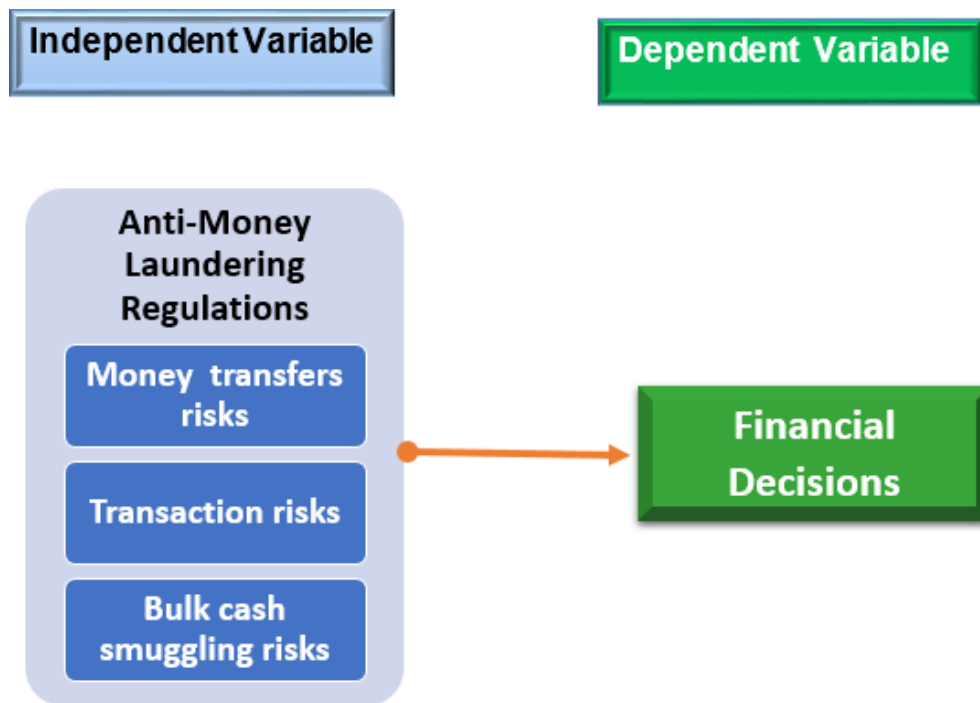 Independent Variable
Dependent Variable
Anti-Money
Laundering
Regulations
Money transfers
risks
Transaction risks
Bulk cash
smuggling risks
Financial
Decisions